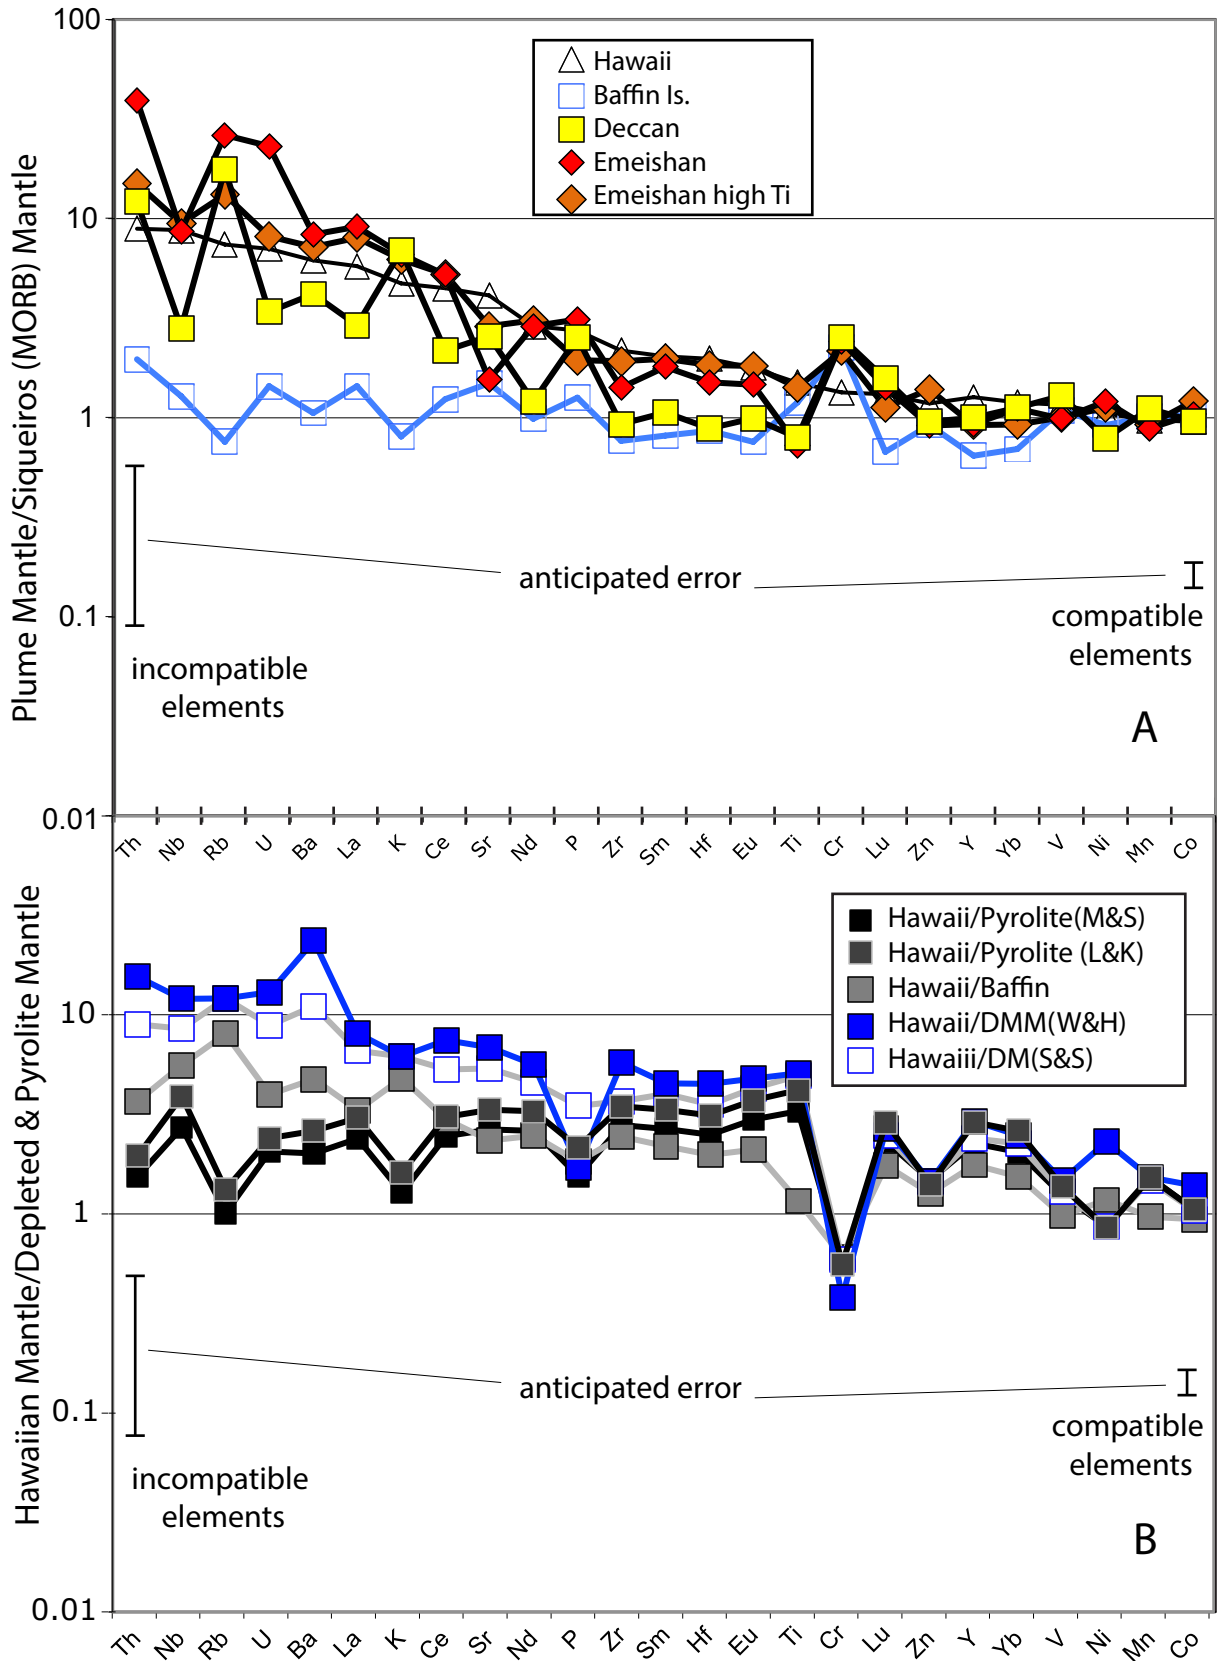 100
Hawaii
Baffin Is.
Deccan
Emeishan
Emeishan high Ti
10
1
0.1
0.01
Plume Mantle/Siqueiros (MORB) Mantle
anticipated error
incompatible
elements
compatible
elements
A
Th Nb Rb U Ba La K Ce Sr Nd P Zr Sm Hf Eu Ti Cr Lu Zn Y Yb V Ni Mn Co
Hawaii/Pyrolite(M&S)
Hawaii/Pyrolite (L&K)
Hawaii/Baffin
Hawaii/DMM(W&H)
Hawaiii/DM(S&S)
10
1
0.1
0.01
Hawaiian Mantle/Depleted & Pyrolite Mantle
anticipated error
incompatible
elements
compatible
elements
B
Th Nb Rb U Ba La K Ce Sr Nd P Zr Sm Hf Eu Ti Cr Lu Zn Y Yb V Ni Mn Co